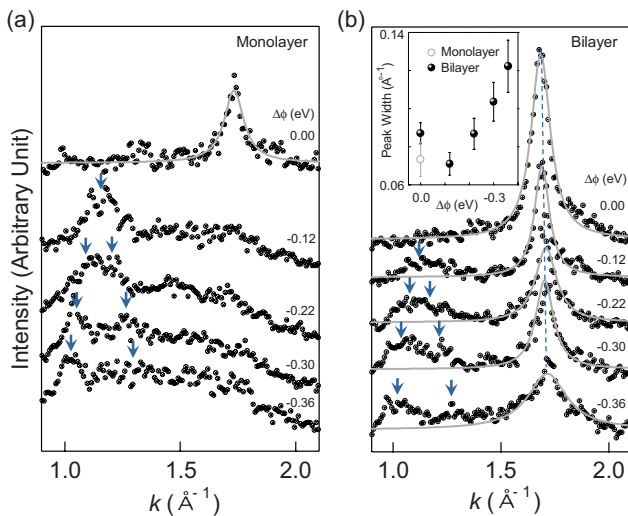 (a)
Monolayer
Δϕ (eV)
0.00
-0.12
-0.22
-0.30
-0.36
Intensity (Arbitrary Unit)
1.0 1.5 2.0
k (Å⁻¹)
(b)
Bilayer
0.14
Monolayer
Bilayer
Peak Width (Å⁻¹)
0.06
0.0 -0.3
Δϕ (eV)
Δϕ (eV)
0.00
-0.12
-0.22
-0.30
-0.36
1.0 1.5 2.0
k (Å⁻¹)